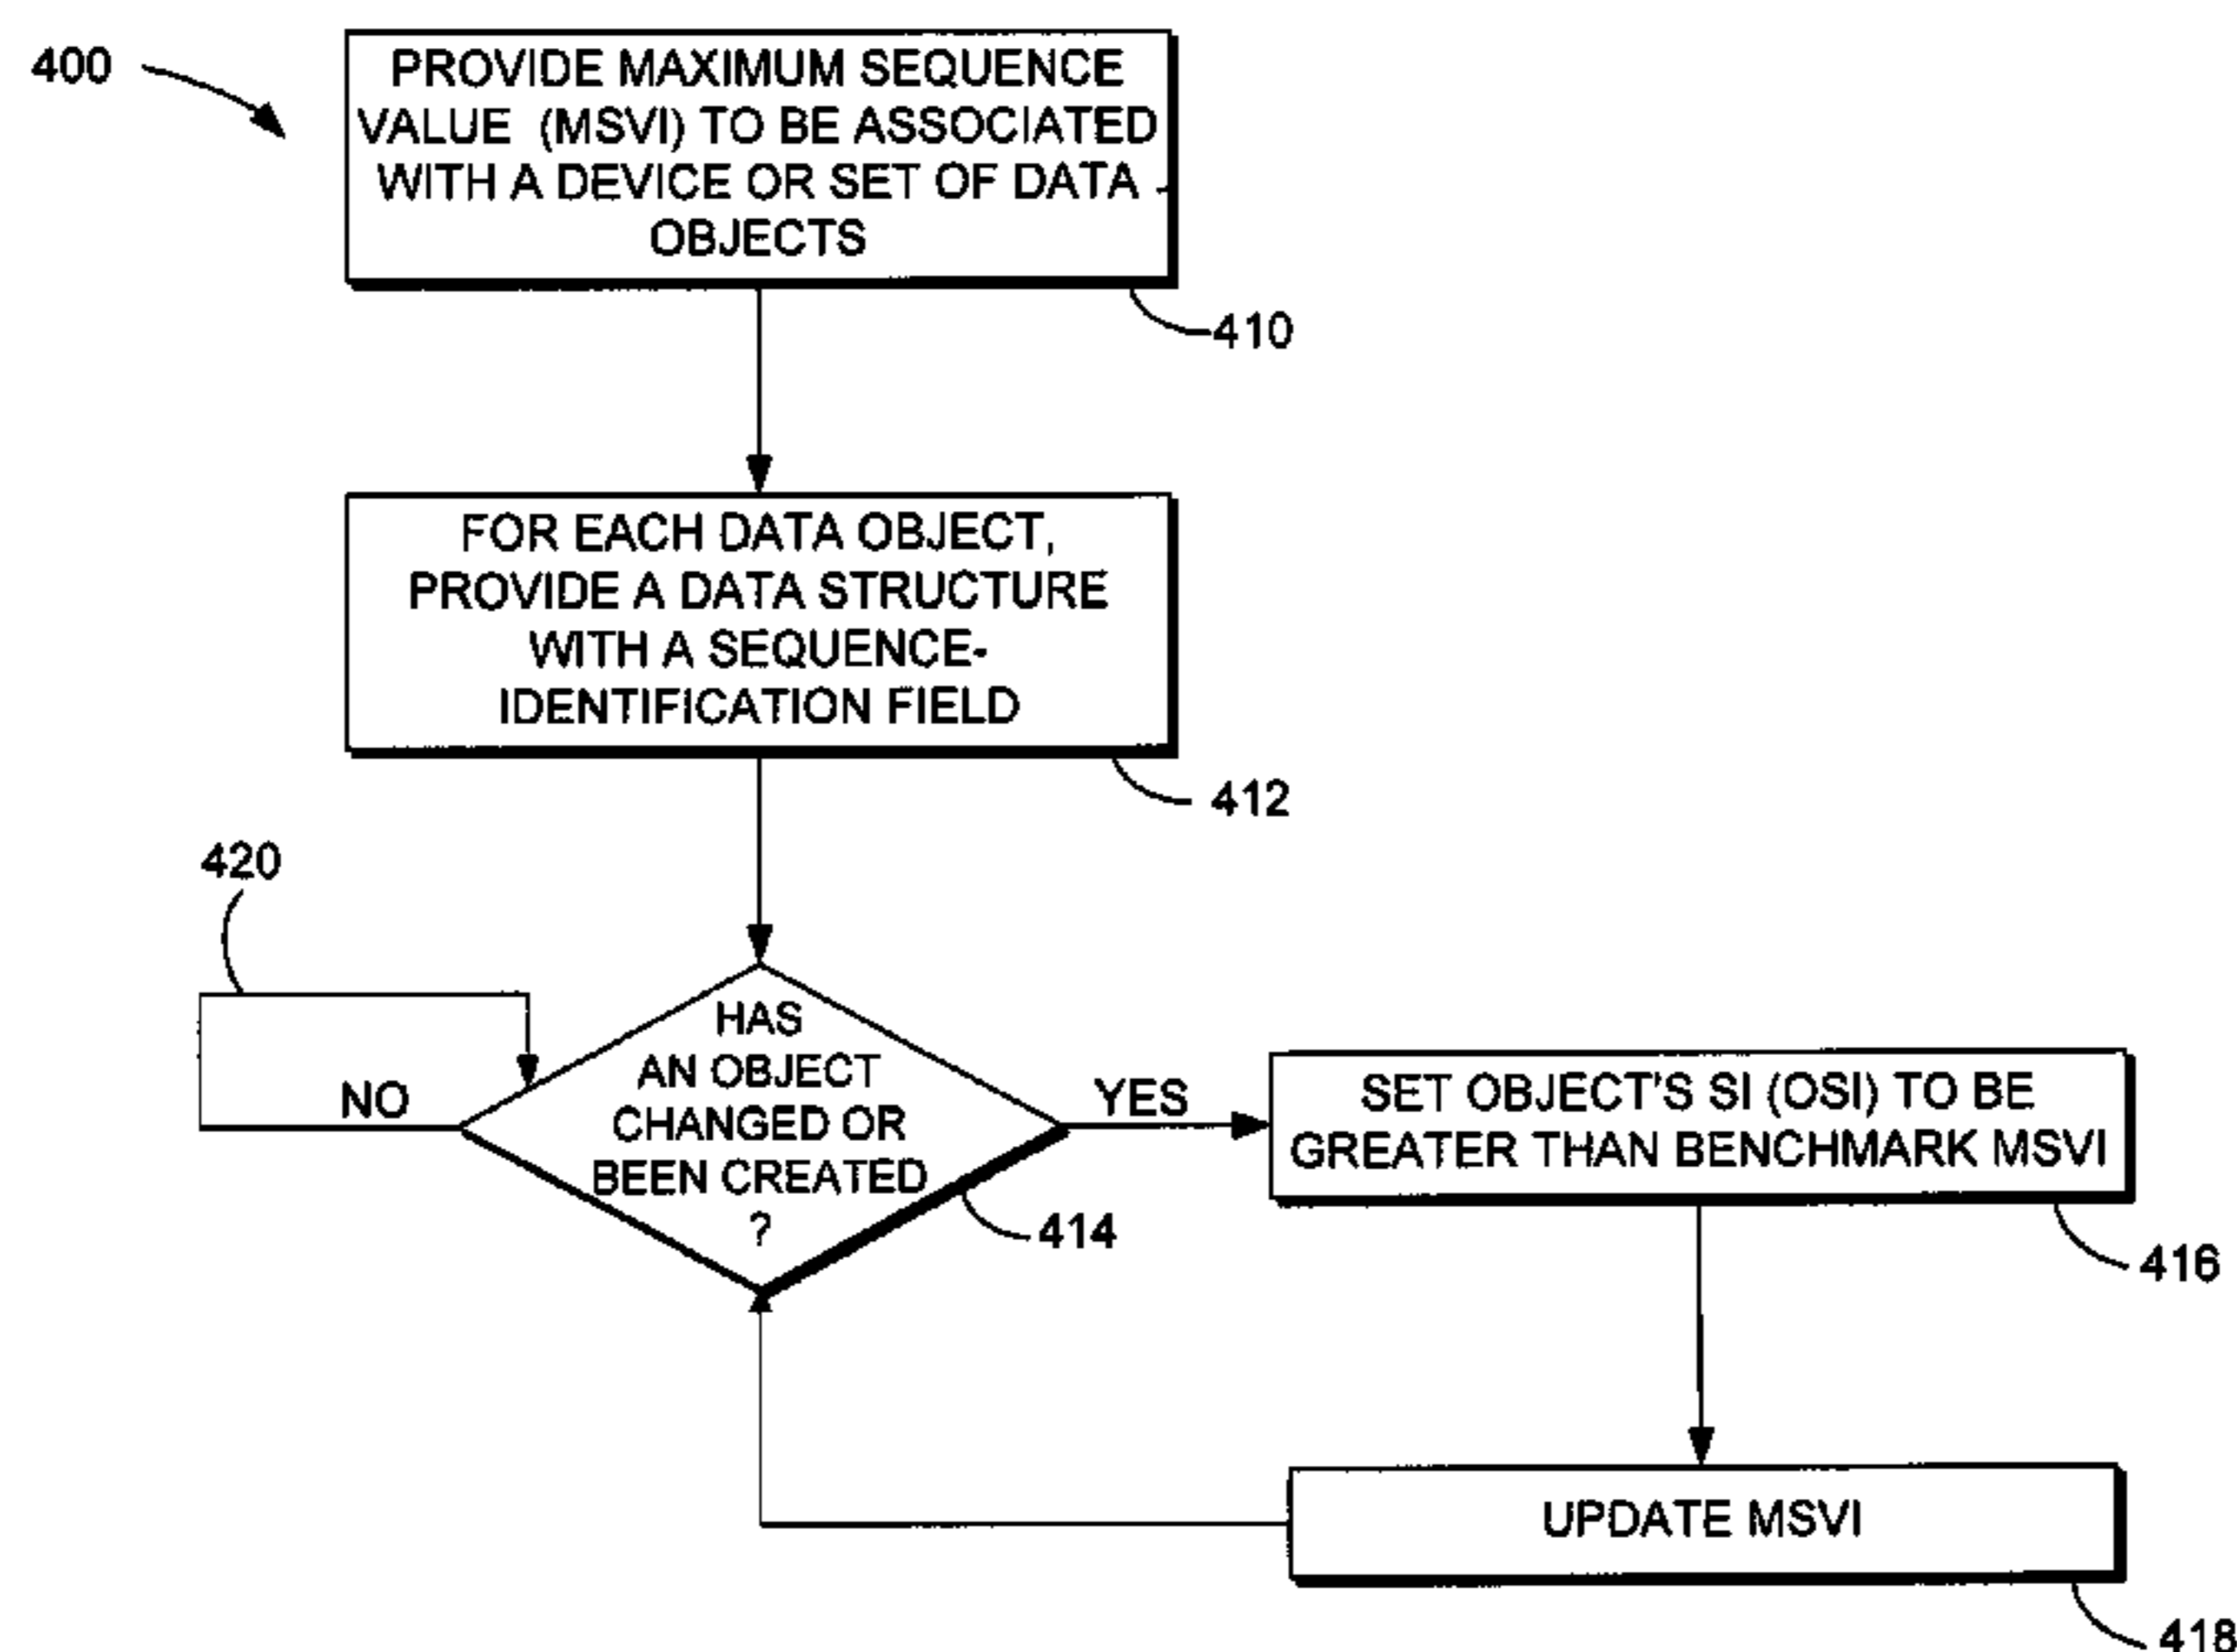 400
PROVIDE MAXIMUM SEQUENCE
VALUE (MSVI) TO BE ASSOCIATED
WITH A DEVICE OR SET OF DATA
OBJECTS
410
FOR EACH DATA OBJECT,
PROVIDE A DATA STRUCTURE
WITH A SEQUENCE-
IDENTIFICATION FIELD
412
420
HAS
AN OBJECT
CHANGED OR
BEEN CREATED
?
NO
YES
414
SET OBJECT'S SI (OSI) TO BE
GREATER THAN BENCHMARK MSVI
416
UPDATE MSVI
418